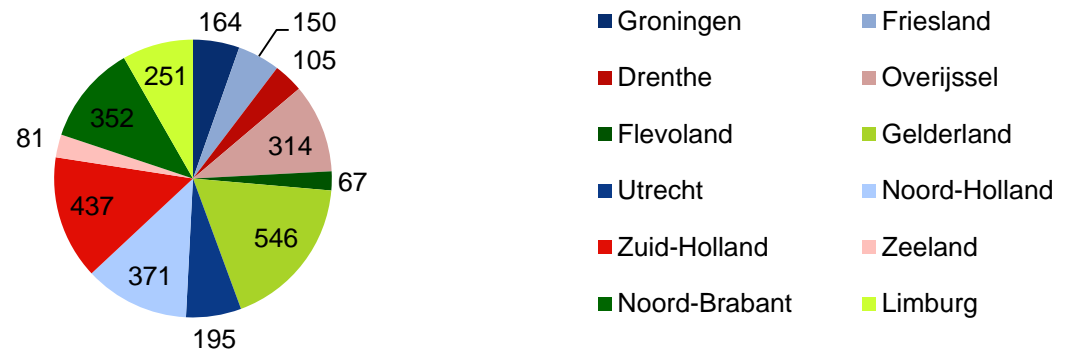 164
150
105
314
67
546
195
371
437
81
352
251
Groningen Friesland
Drenthe Overijssel
Flevoland Gelderland
Utrecht Noord-Holland
Zuid-Holland Zeeland
Noord-Brabant Limburg